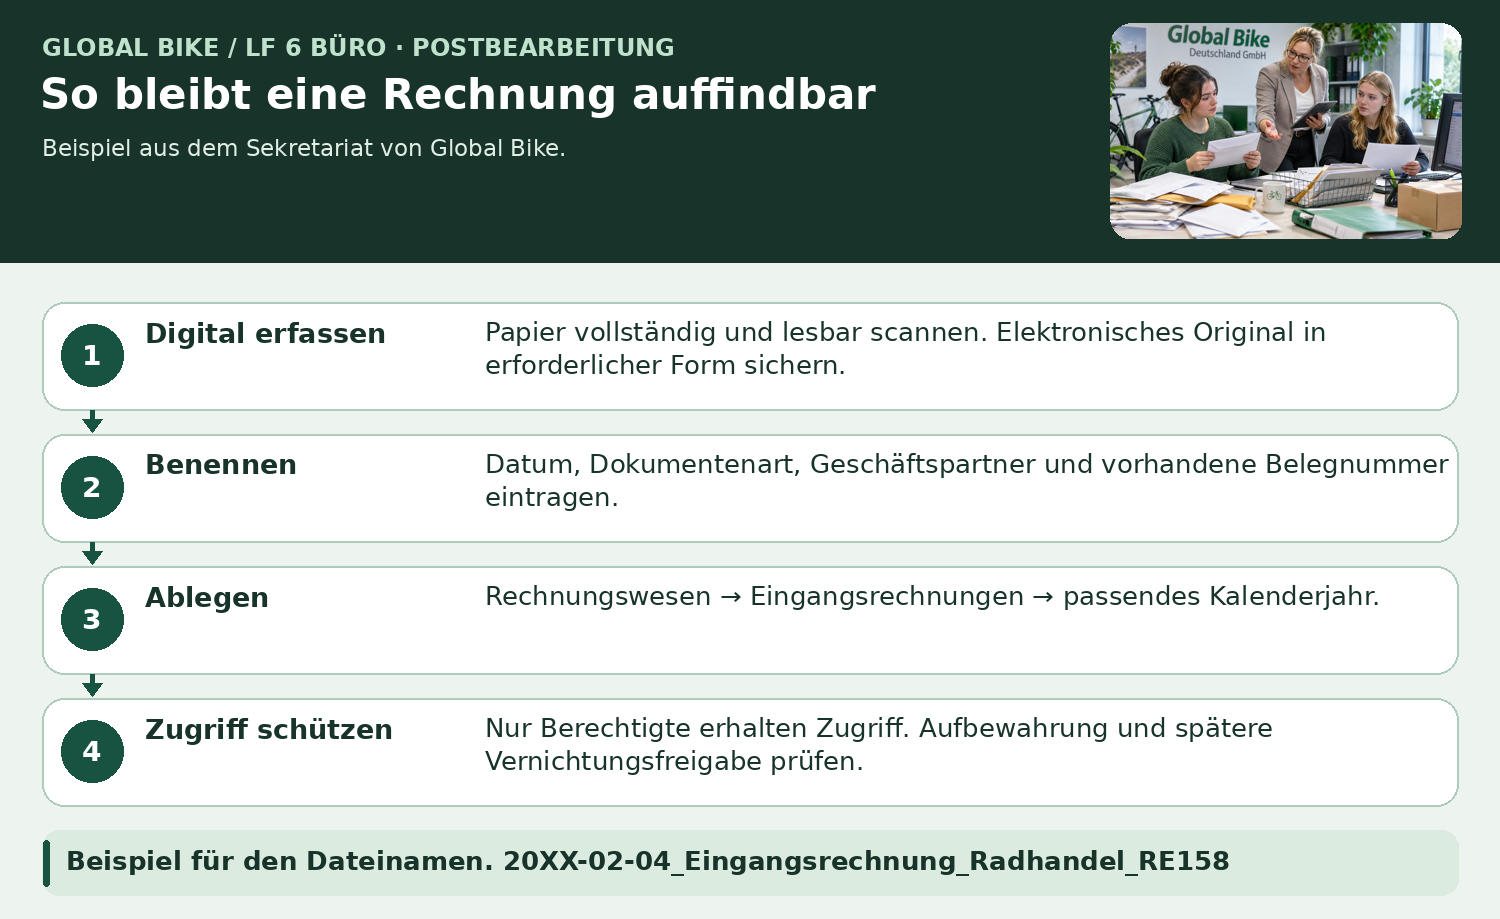 GLOBAL BIKE / LF 6 BÜRO · POSTBEARBEITUNG
So bleibt eine Rechnung auffindbar
Beispiel aus dem Sekretariat von Global Bike.
Global Bike
Deutschland GmbH
1
Digital erfassen
Papier vollständig und lesbar scannen. Elektronisches Original in
erforderlicher Form sichern.
2
Benennen
Datum, Dokumentenart, Geschäftspartner und vorhandene Belegnummer
eintragen.
3
Ablegen
Rechnungswesen → Eingangsrechnungen → passendes Kalenderjahr.
4
Zugriff schützen
Nur Berechtigte erhalten Zugriff. Aufbewahrung und spätere
Vernichtungsfreigabe prüfen.
Beispiel für den Dateinamen. 20XX-02-04_Eingangsrechnung_Radhandel_RE158